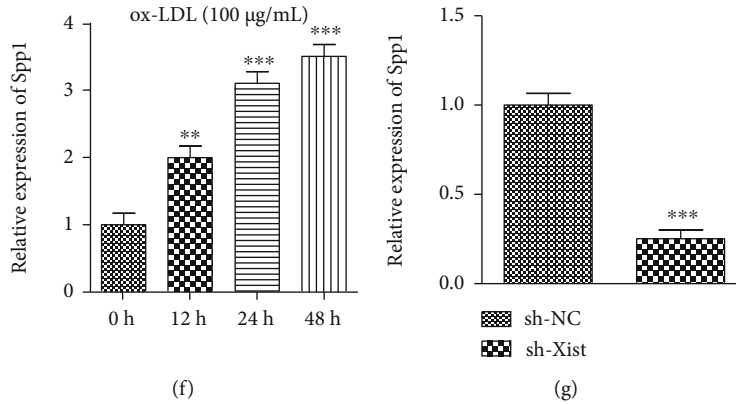 ox-LDL (100 μg/mL)
Relative expression of Spp1
4
3
2
1
0
**
***
***
0 h 12 h 24 h 48 h
(f)
Relative expression of Spp1
1.5
1.0
0.5
0.0
***
sh-NC
sh-Xist
(g)